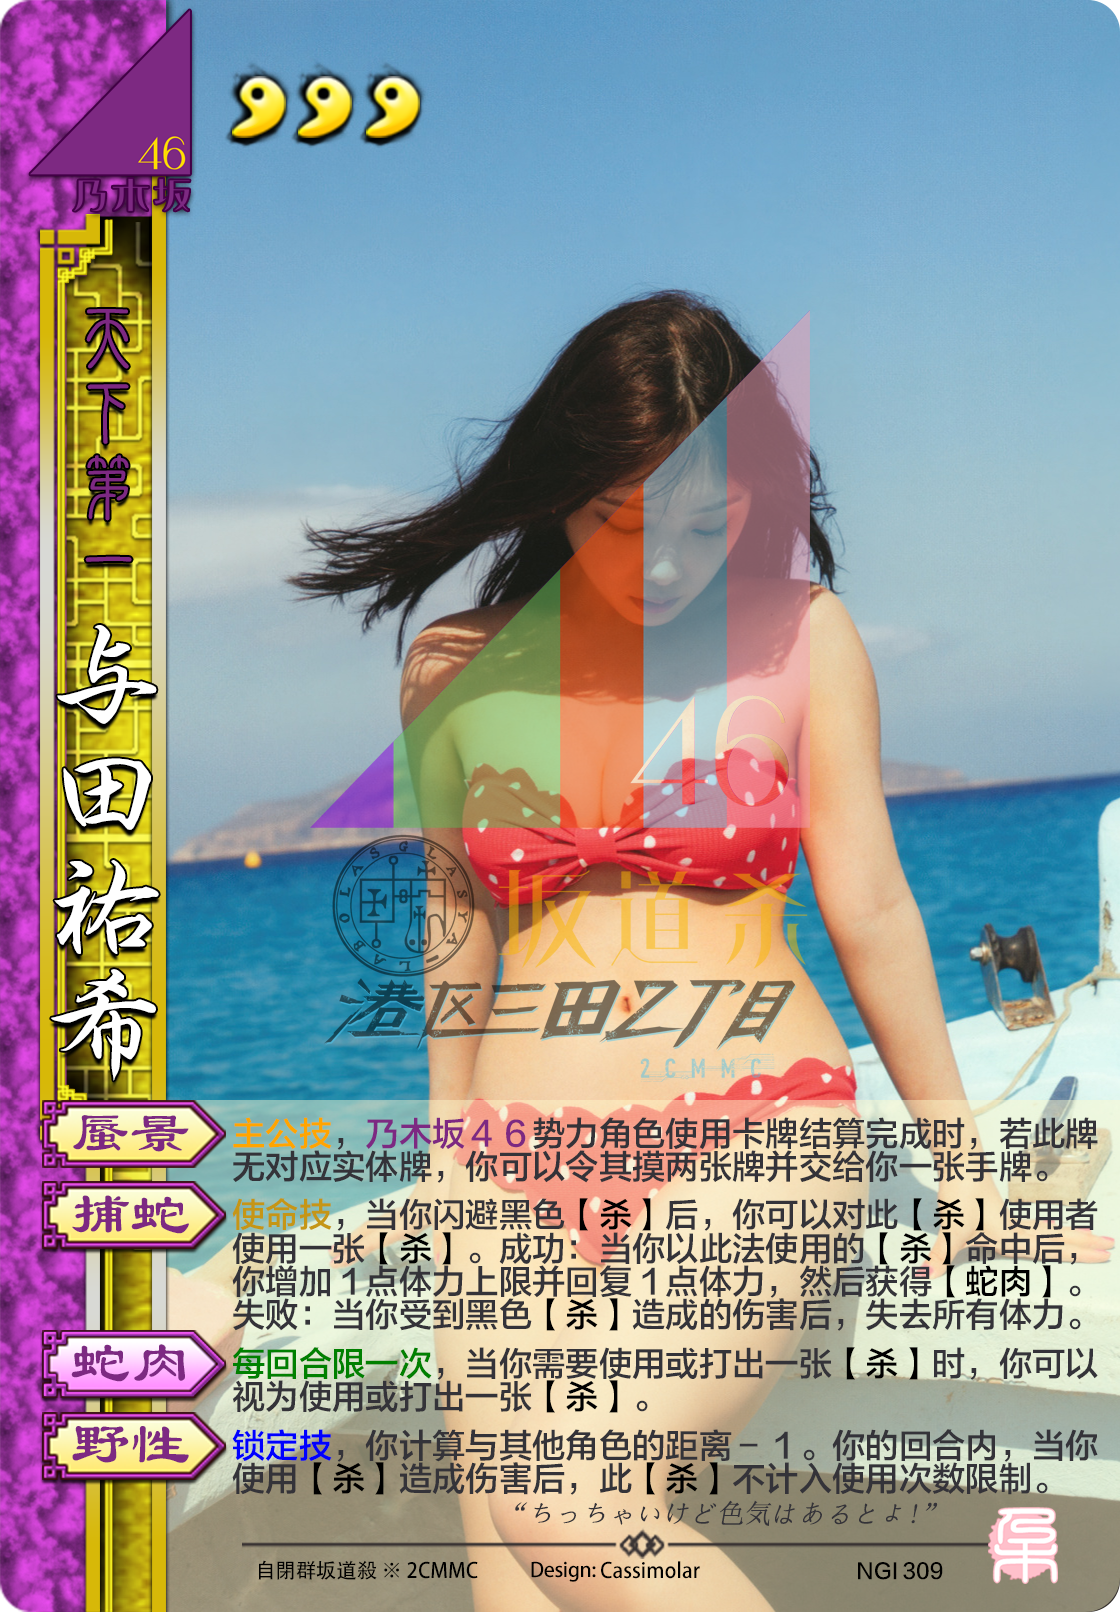 46
乃木坂
天下第一
与田祐希
46
坂道杀
GLASYALABOLAS
港区三田2丁目
2CMMC
蜃景
主公技，乃木坂４６势力角色使用卡牌结算完成时，若此牌
无对应实体牌，你可以令其摸两张牌并交给你一张手牌。
捕蛇
使命技，当你闪避黑色【杀】后，你可以对此【杀】使用者
使用一张【杀】。成功：当你以此法使用的【杀】命中后，
你增加１点体力上限并回复１点体力，然后获得【蛇肉】。
失败：当你受到黑色【杀】造成的伤害后，失去所有体力。
蛇肉
每回合限一次，当你需要使用或打出一张【杀】时，你可以
视为使用或打出一张【杀】。
野性
锁定技，你计算与其他角色的距离－１。你的回合内，当你
使用【杀】造成伤害后，此【杀】不计入使用次数限制。
“ちっちゃいけど色気はあるとよ！”
自閉群坂道殺 ※ 2CMMC
Design: Cassimolar
NGI 309